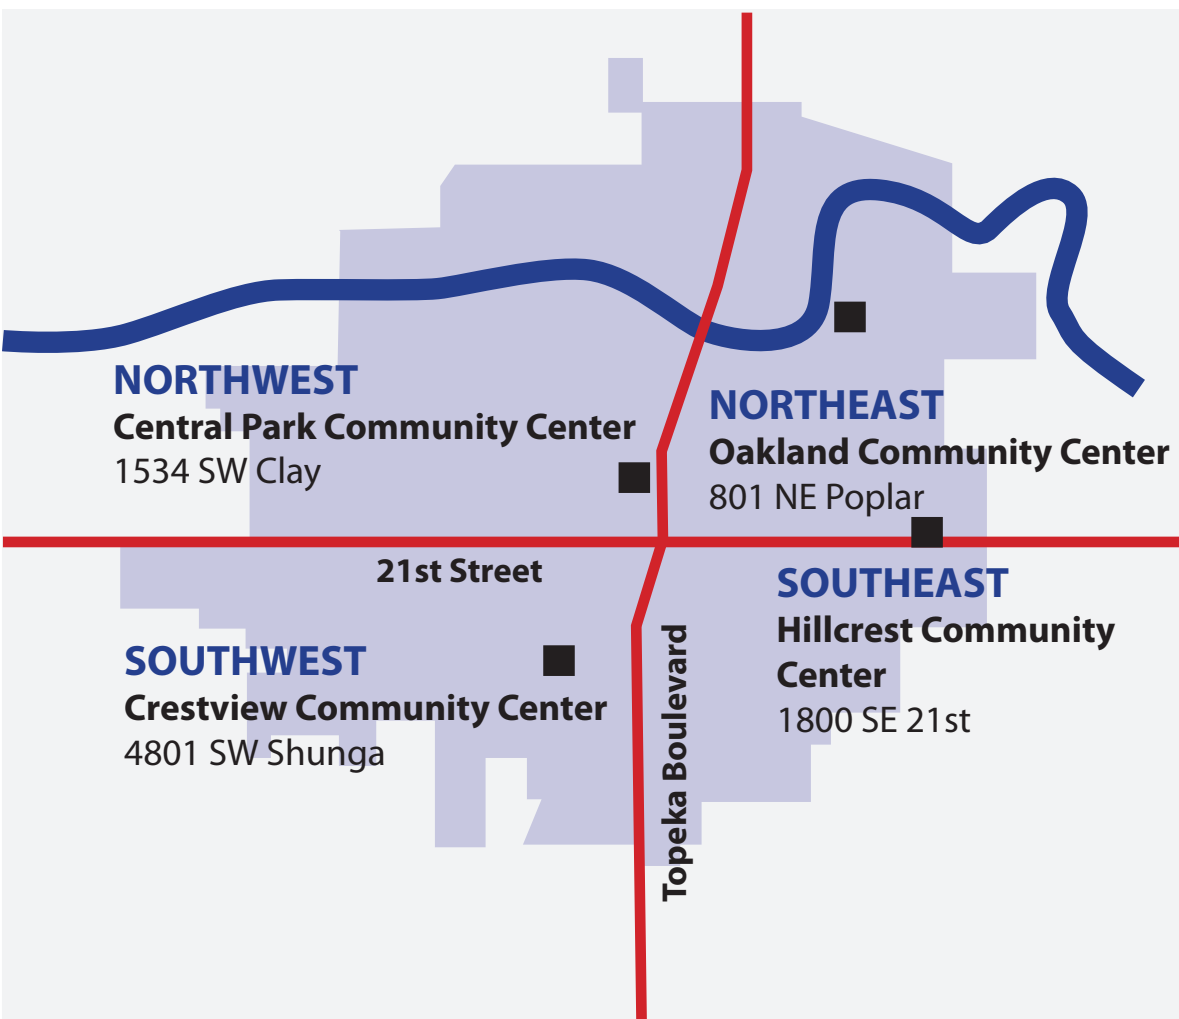 NORTHWEST
Central Park Community Center
1534 SW Clay
NORTHEAST
Oakland Community Center
801 NE Poplar
21st Street
SOUTHEAST
Hillcrest Community
Center
1800 SE 21st
SOUTHWEST
Crestview Community Center
4801 SW Shunga
Topeka Boulevard